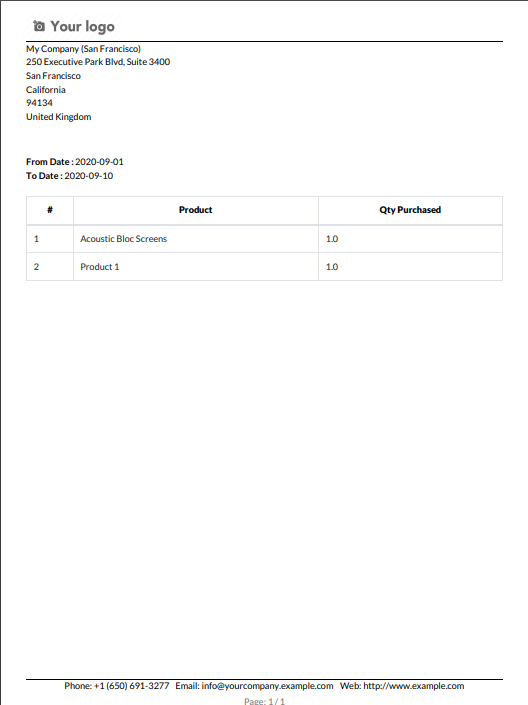 Your logo
My Company (San Francisco)
250 Executive Park Blvd, Suite 3400
San Francisco
California
94134
United Kingdom
From Date : 2020-09-01
To Date : 2020-09-10
# Product Qty Purchased
1 Acoustic Bloc Screens 1.0
2 Product 1 1.0
Phone: +1 (650) 691-3277 Email: info@yourcompany.example.com Web: http://www.example.com
Page: 1 / 1